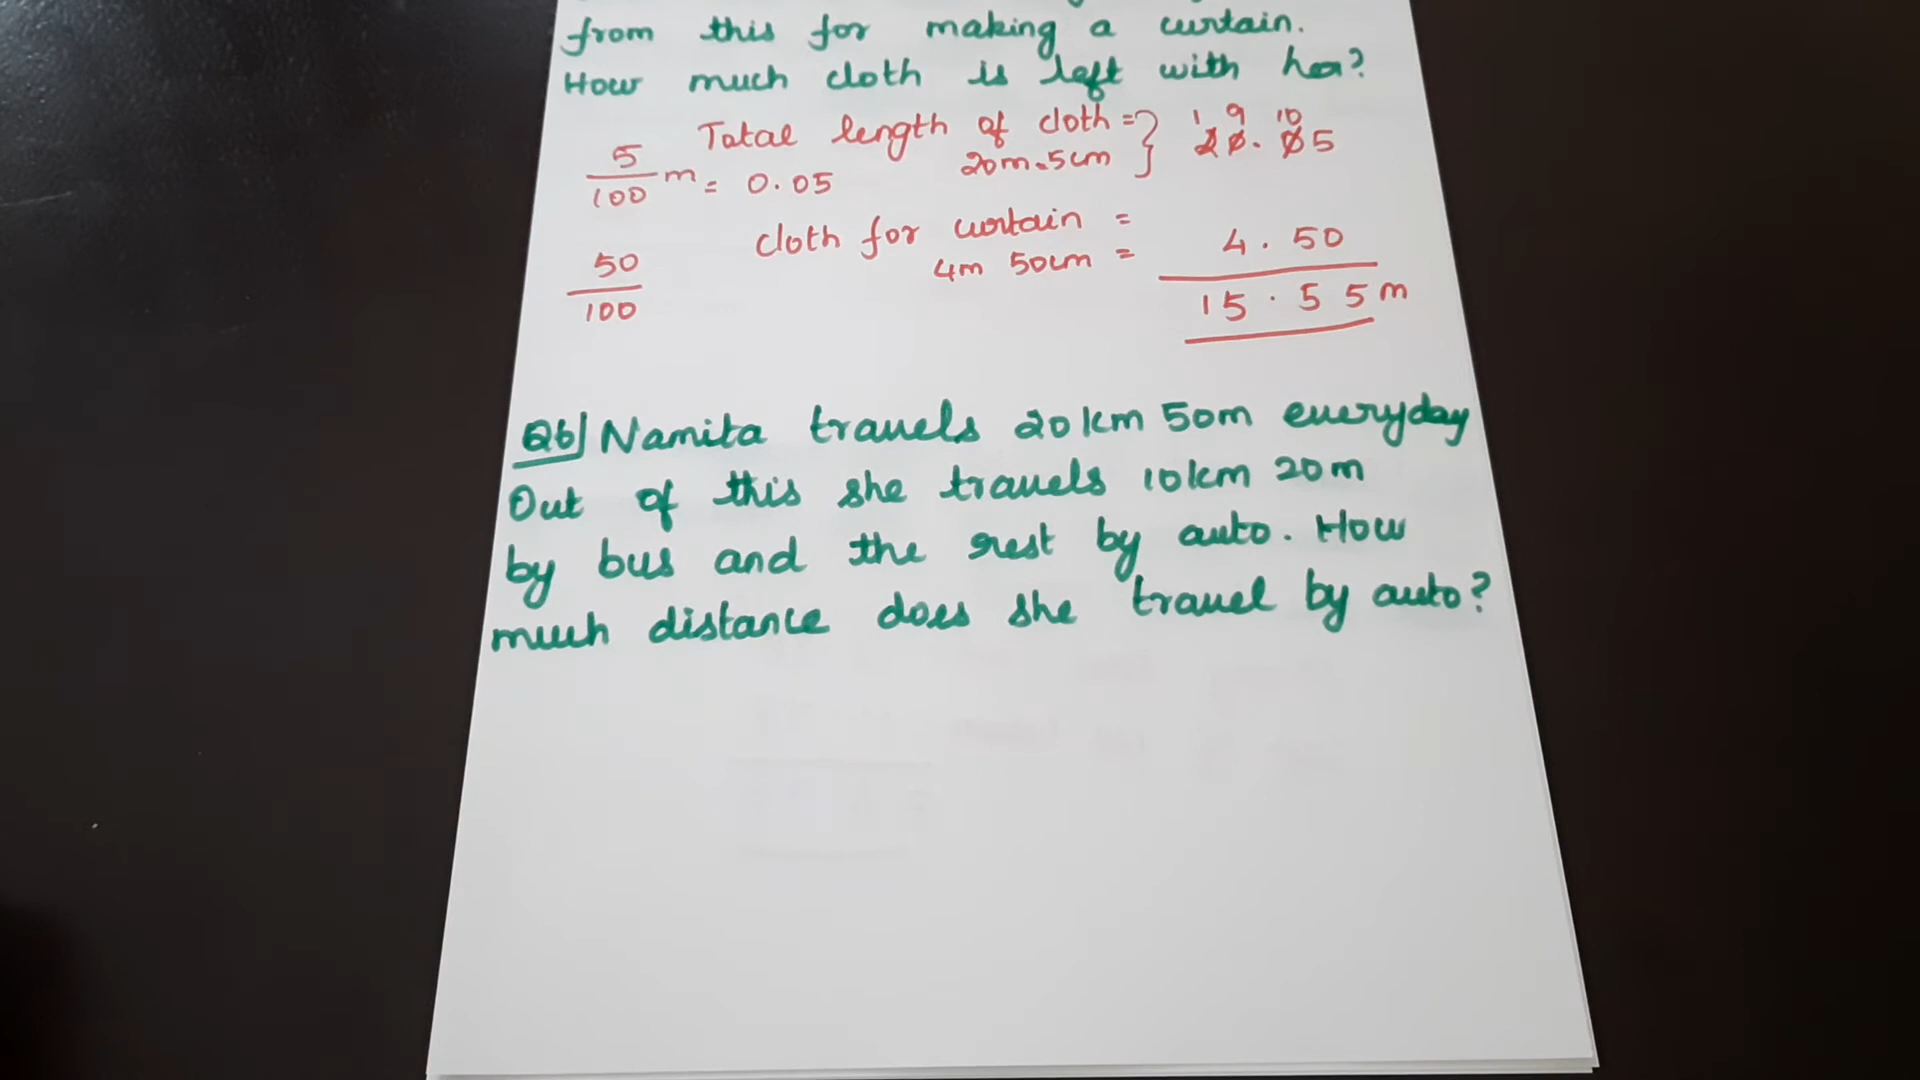 from this for making a curtain.
How much cloth is left with her?
Total length of cloth =} 1 9 10
5/100 m = 0.05 20m 5cm 20.05
cloth for curtain =
50/100 4m 50cm = 4.50
15.55m
Q6] Namita travels 20km 50m everyday
Out of this she travels 10km 20m
by bus and the rest by auto. How
much distance does she travel by auto?